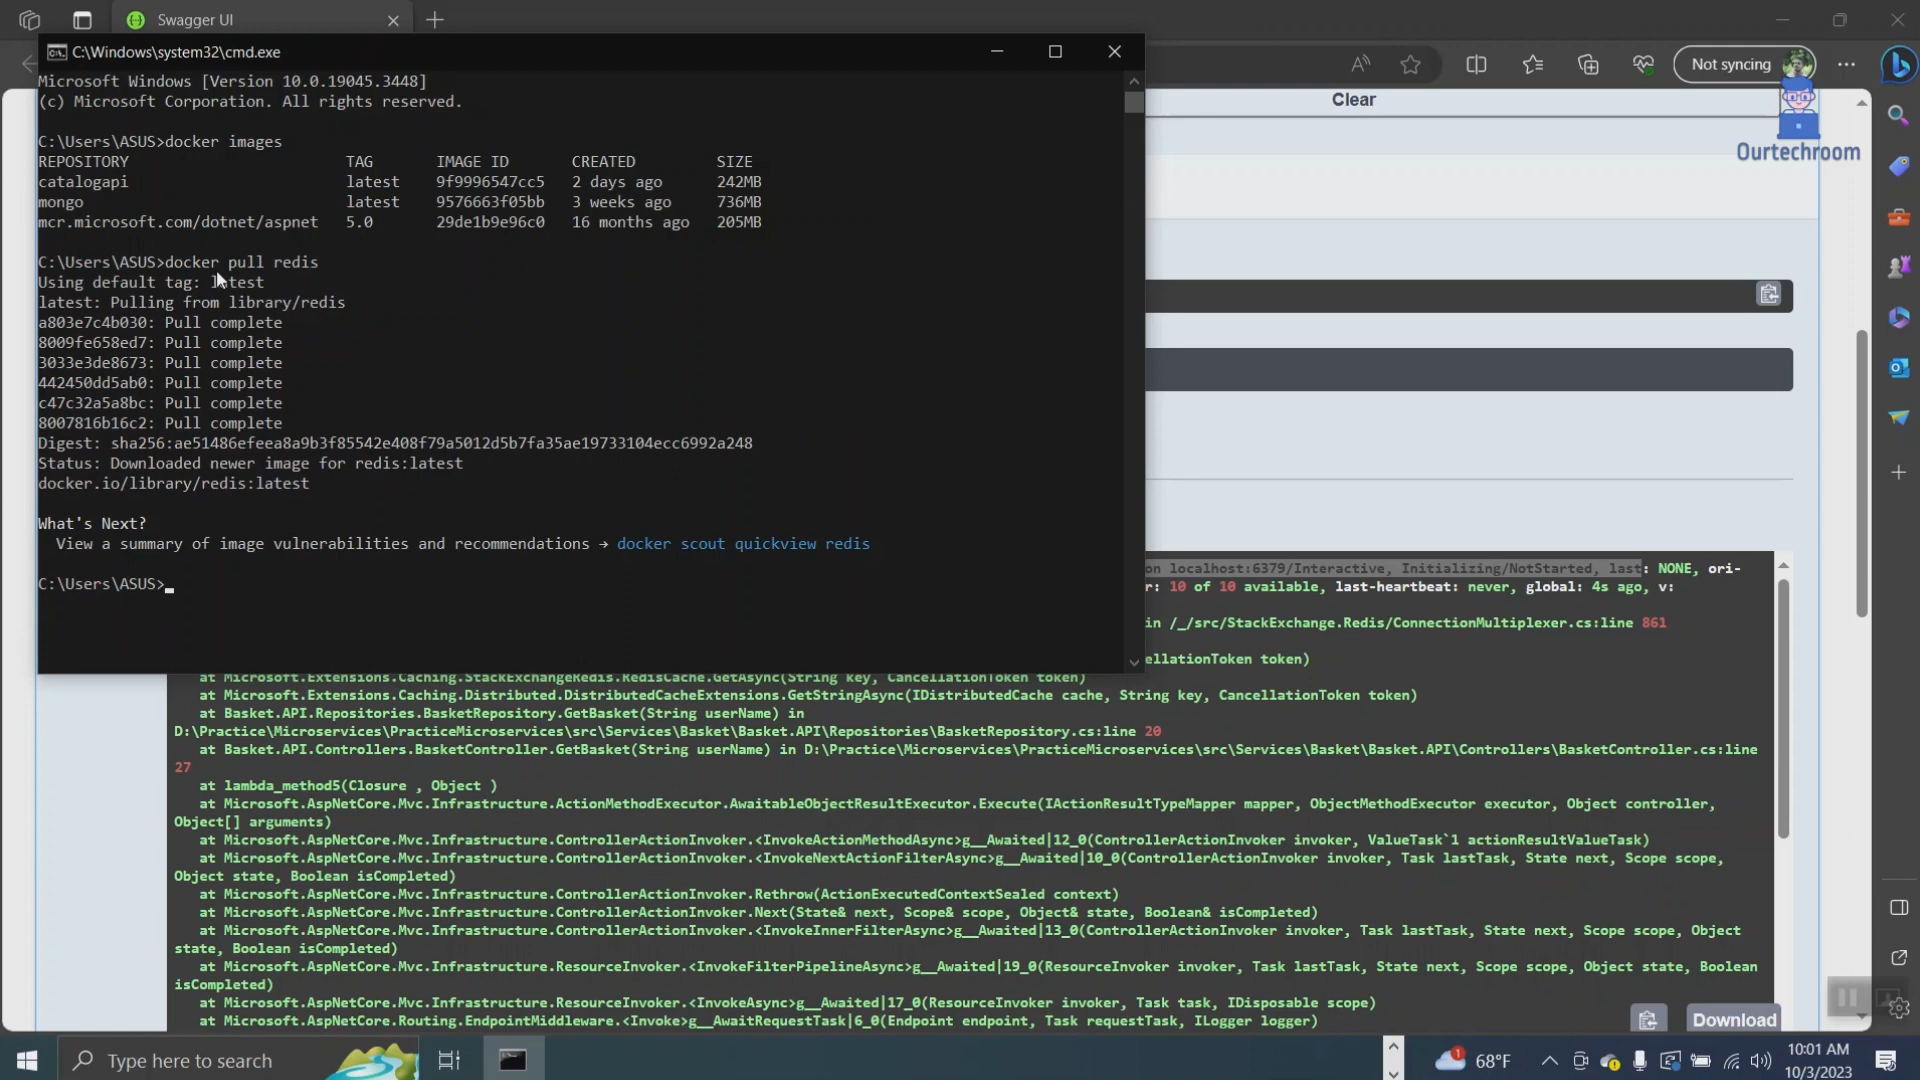 Swagger UI
C:\Windows\system32\cmd.exe
Not syncing
Microsoft Windows [Version 10.0.19045.3448]
(c) Microsoft Corporation. All rights reserved.
Clear
Ourtechroom
C:\Users\ASUS>docker images
REPOSITORY TAG IMAGE ID CREATED SIZE
catalogapi latest 9f9996547cc5 2 days ago 242MB
mongo latest 9576663f05bb 3 weeks ago 736MB
mcr.microsoft.com/dotnet/aspnet 5.0 29de1b9e96c0 16 months ago 205MB
C:\Users\ASUS>docker pull redis
Using default tag: latest
latest: Pulling from library/redis
a803e7c4b030: Pull complete
8009fe658ed7: Pull complete
3033e3de8673: Pull complete
442450dd5ab0: Pull complete
c47c32a5a8bc: Pull complete
8007816b16c2: Pull complete
Digest: sha256:ae51486efeea8a9b3f85542e408f79a5012d5b7fa35ae19733104ecc6992a248
Status: Downloaded newer image for redis:latest
docker.io/library/redis:latest
What's Next?
View a summary of image vulnerabilities and recommendations → docker scout quickview redis
C:\Users\ASUS>
on localhost:6379/Interactive, Initializing/NotStarted, last: NONE, ori-
r: 10 of 10 available, last-heartbeat: never, global: 4s ago, v:
in /_/src/StackExchange.Redis/ConnectionMultiplexer.cs:line 861
ellationToken token)
at Microsoft.Extensions.Caching.StackExchangeRedis.RedisCache.GetAsync(String key, CancellationToken token)
at Microsoft.Extensions.Caching.Distributed.DistributedCacheExtensions.GetStringAsync(IDistributedCache cache, String key, CancellationToken token)
at Basket.API.Repositories.BasketRepository.GetBasket(String userName) in
D:\Practice\Microservices\PracticeMicroservices\src\Services\Basket\Basket.API\Repositories\BasketRepository.cs:line 20
at Basket.API.Controllers.BasketController.GetBasket(String userName) in D:\Practice\Microservices\PracticeMicroservices\src\Services\Basket\Basket.API\Controllers\BasketController.cs:line
27
at lambda_method5(Closure , Object )
at Microsoft.AspNetCore.Mvc.Infrastructure.ActionMethodExecutor.AwaitableObjectResultExecutor.Execute(IActionResultTypeMapper mapper, ObjectMethodExecutor executor, Object controller,
Object[] arguments)
at Microsoft.AspNetCore.Mvc.Infrastructure.ControllerActionInvoker.<InvokeActionMethodAsync>g__Awaited|12_0(ControllerActionInvoker invoker, ValueTask`1 actionResultValueTask)
at Microsoft.AspNetCore.Mvc.Infrastructure.ControllerActionInvoker.<InvokeNextActionFilterAsync>g__Awaited|10_0(ControllerActionInvoker invoker, Task lastTask, State next, Scope scope,
Object state, Boolean isCompleted)
at Microsoft.AspNetCore.Mvc.Infrastructure.ControllerActionInvoker.Rethrow(ActionExecutedContextSealed context)
at Microsoft.AspNetCore.Mvc.Infrastructure.ControllerActionInvoker.Next(State& next, Scope& scope, Object& state, Boolean& isCompleted)
at Microsoft.AspNetCore.Mvc.Infrastructure.ControllerActionInvoker.<InvokeInnerFilterAsync>g__Awaited|13_0(ControllerActionInvoker invoker, Task lastTask, State next, Scope scope, Object
state, Boolean isCompleted)
at Microsoft.AspNetCore.Mvc.Infrastructure.ResourceInvoker.<InvokeFilterPipelineAsync>g__Awaited|19_0(ResourceInvoker invoker, Task lastTask, State next, Scope scope, Object state, Boolean
isCompleted)
at Microsoft.AspNetCore.Mvc.Infrastructure.ResourceInvoker.<InvokeAsync>g__Awaited|17_0(ResourceInvoker invoker, Task task, IDisposable scope)
at Microsoft.AspNetCore.Routing.EndpointMiddleware.<Invoke>g__AwaitRequestTask|6_0(Endpoint endpoint, Task requestTask, ILogger logger)
Download
Type here to search
1
68°F
10:01 AM
10/3/2023